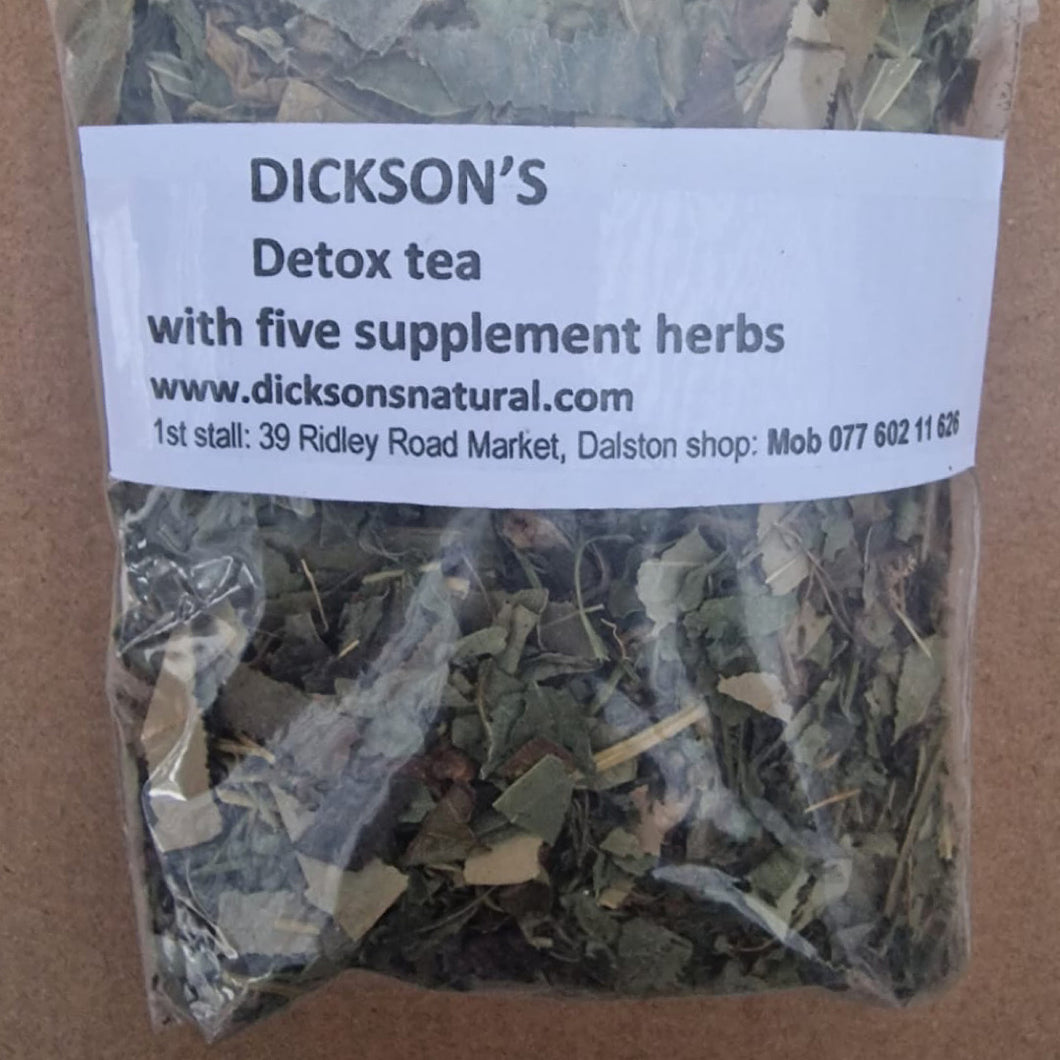 DICKSON'S
Detox tea
with five supplement herbs
www.dicksonsnatural.com
1st stall: 39 Ridley Road Market, Dalston shop: Mob 077 602 11 626